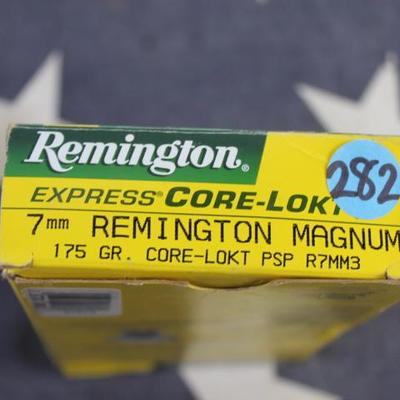 Remington®
EXPRESS® CORE-LOKT
282
7mm REMINGTON MAGNUM
175 GR. CORE-LOKT PSP R7MM3